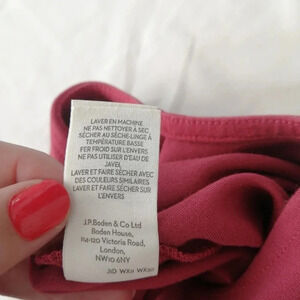 LAVER EN MACHINE
NE PAS NETTOYER À SEC
SÉCHER AU SÈCHE-LINGE À
TEMPÉRATURE BASSE
FER FROID SUR L'ENVERS
NE PAS UTILISER D'EAU DE
JAVEL
LAVER ET FAIRE SÉCHER AVEC
DES COULEURS SIMILAIRES
LAVER ET FAIRE SÉCHER SUR
L'ENVERS
J.P.Boden & Co Ltd
Boden House,
114-120 Victoria Road,
London,
NW10 6NY